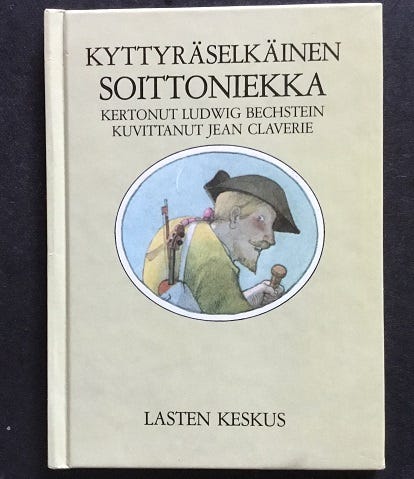 KYTTYRÄSELKÄINEN
SOITTONIEKKA
KERTONUT LUDWIG BECHSTEIN
KUVITTANUT JEAN CLAVERIE
LASTEN KESKUS